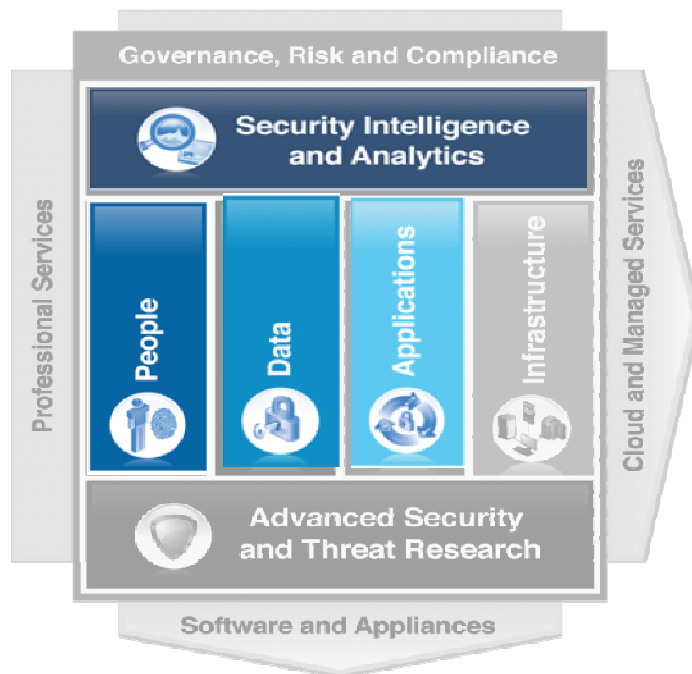 Governance, Risk and Compliance
Security Intelligence
and Analytics
Professional Services
People
Data
Applications
Infrastructure
Cloud and Managed Services
Advanced Security
and Threat Research
Software and Appliances